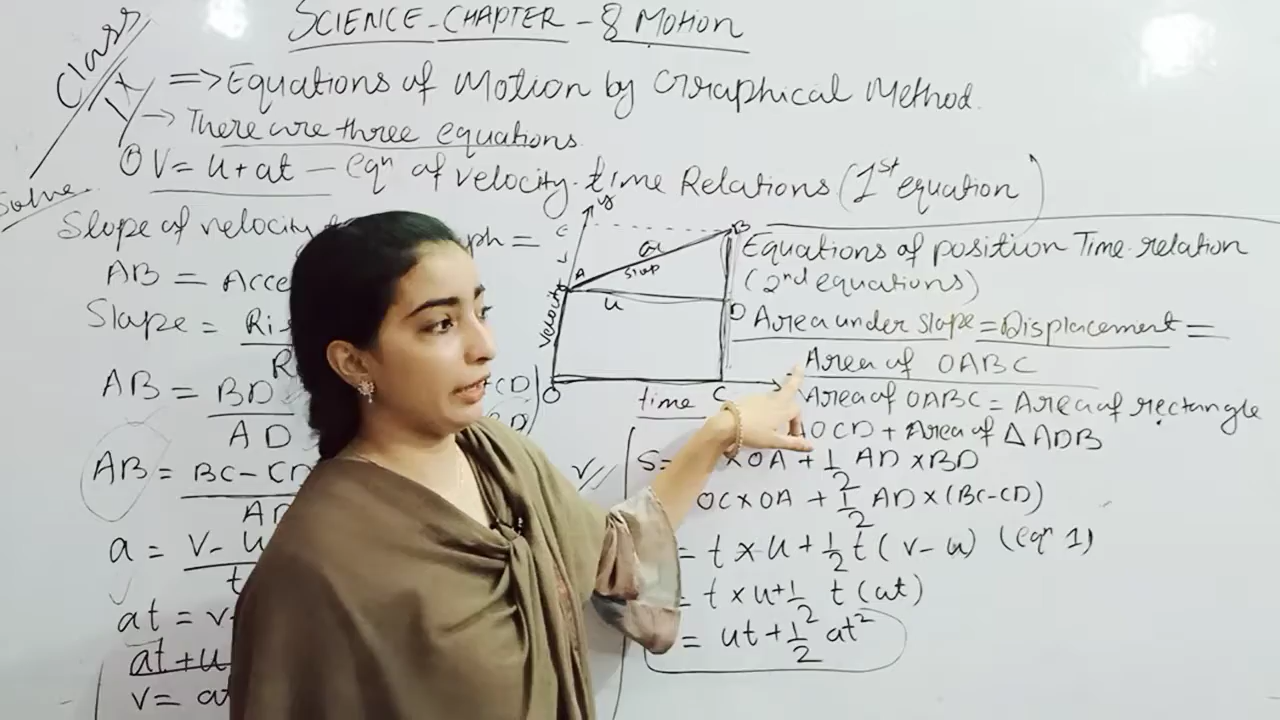 SCIENCE-CHAPTER-8 MOTION
Class
IX
=> Equations of Motion by Graphical Method.
→ There are three equations
① V = u + at - eqn of velocity-time Relations (1st equation)
Solve
Slope of velocity
ph =
AB = Acce
Slape = Ri
R
AB = BD
AD
AB = BC-CD
AD
a = v-u
t
at = v-
at + u
v = a
y
B
a
slop
A
u
D
velocity
O
time
C
CD)
Equations of position Time-relation
(2nd equations)
Area under slope = Displacement =
Area of OABC
Area of OABC = Area of rectangle
AOCD + Area of △ADB
S = × OA + 1/2 AD × BD
OC × OA + 1/2 AD × (BC-CD)
= t × u + 1/2 t (v-u) (eqn 1)
= t × u + 1/2 t (at)
= ut + 1/2 at²